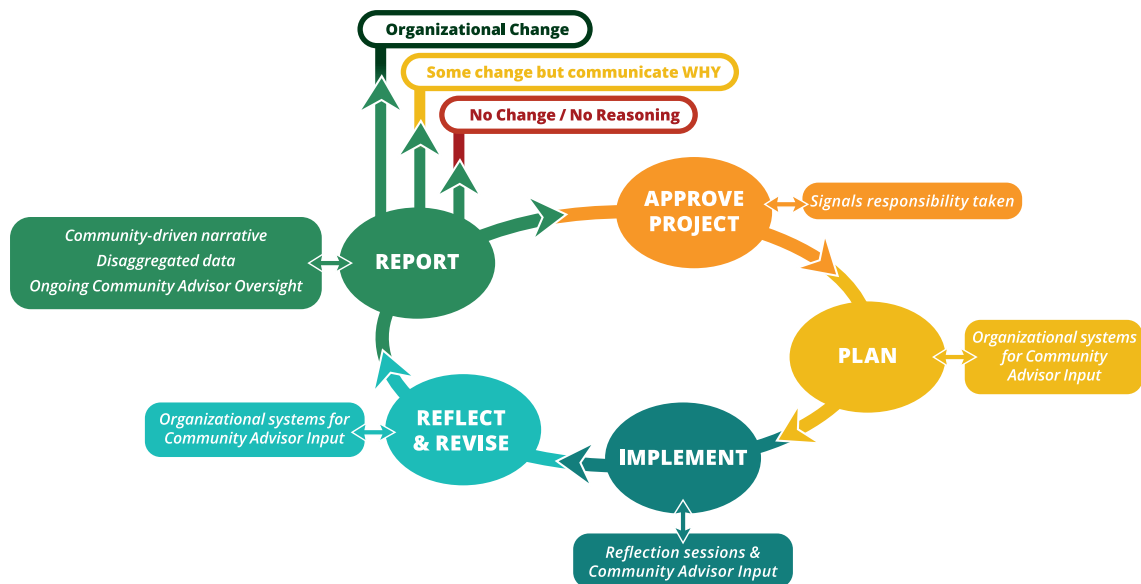 Organizational Change
Some change but communicate WHY
No Change / No Reasoning
APPROVE
PROJECT
Signals responsibility taken
Community-driven narrative
Disaggregated data
Ongoing Community Advisor Oversight
REPORT
PLAN
Organizational systems
for Community
Advisor Input
Organizational systems for
Community Advisor Input
REFLECT
& REVISE
IMPLEMENT
Reflection sessions &
Community Advisor Input